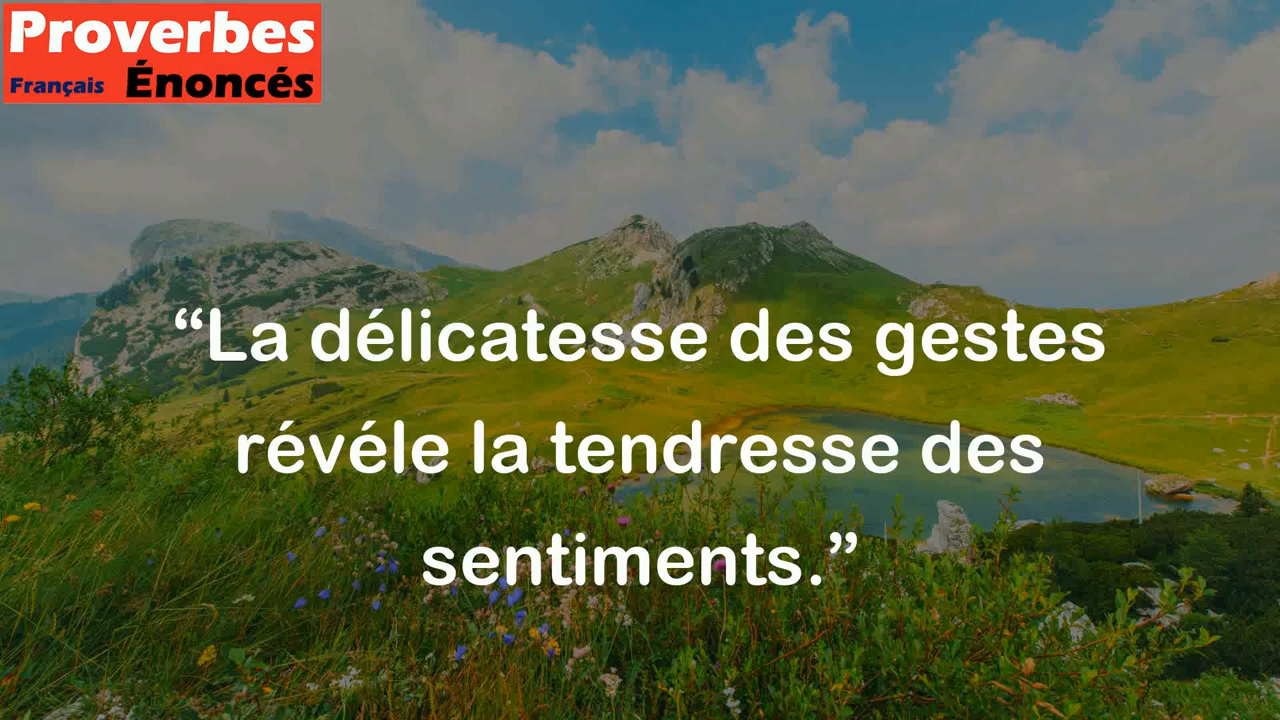 Proverbes
Français Énoncés
“La délicatesse des gestes
révéle la tendresse des
sentiments.”